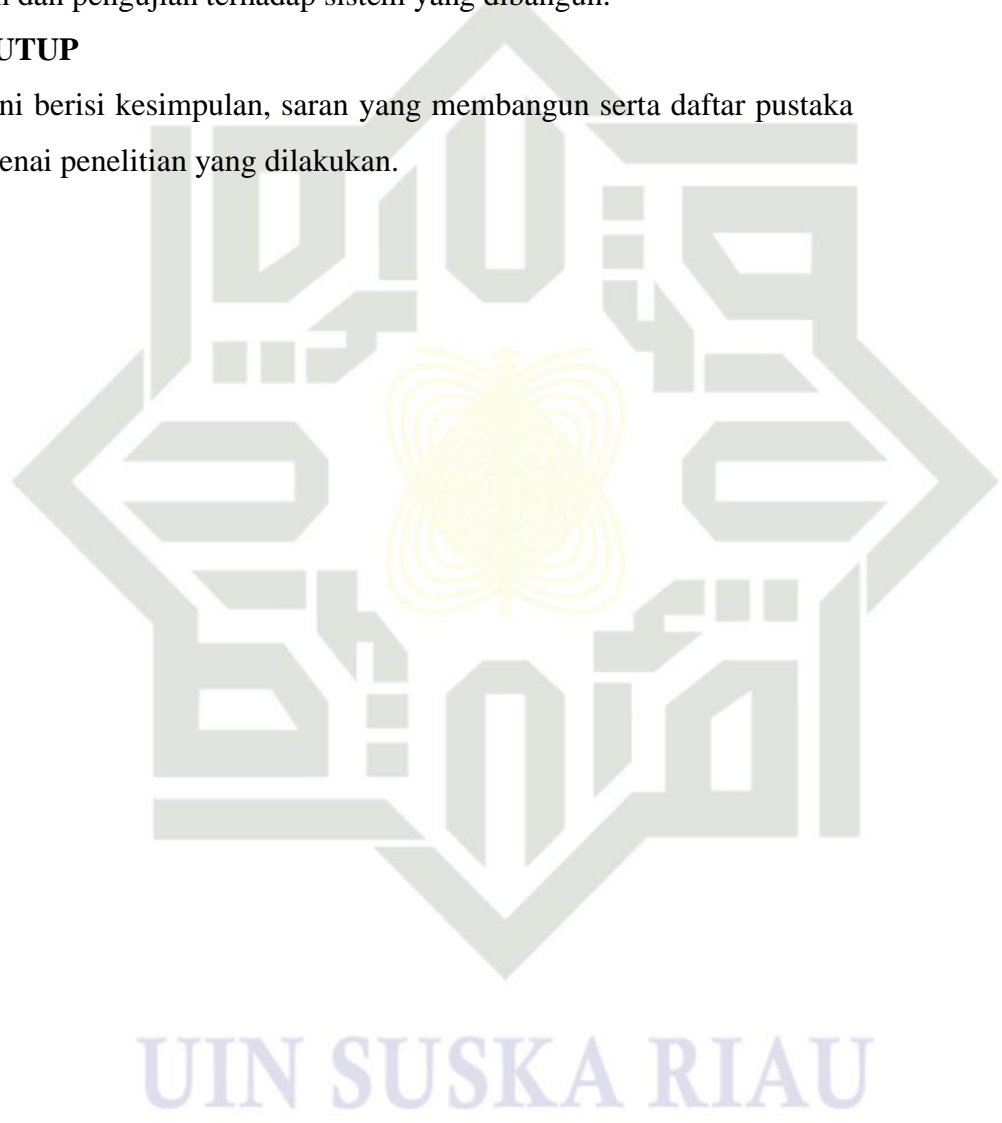 dan pengujian terhadap sistem yang dibangun.
UTUP
ni berisi kesimpulan, saran yang membangun serta daftar pustaka
enai penelitian yang dilakukan.
UIN SUSKA RIAU